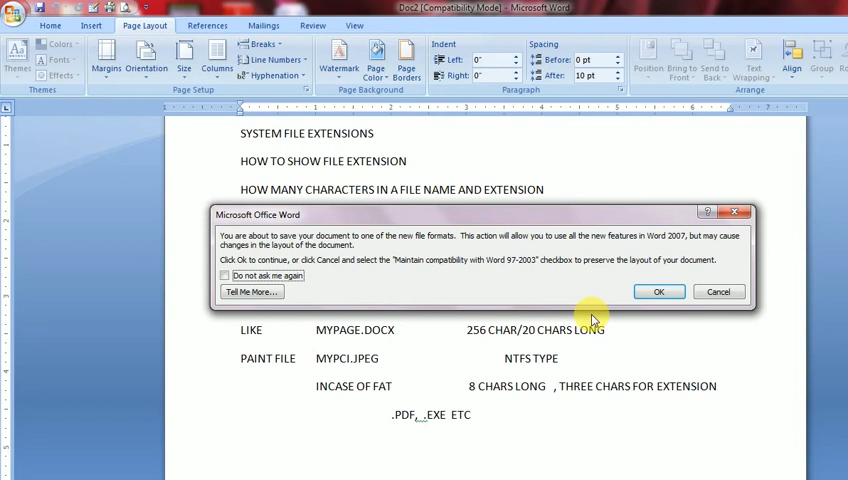 Doc2 [Compatibility Mode] - Microsoft Word
Home Insert Page Layout References Mailings Review View
Themes
Colors
Fonts
Effects
Margins Orientation Size Columns
Breaks
Line Numbers
Hyphenation
Watermark Page Color Page Borders
Indent
Left: 0"
Right: 0"
Spacing
Before: 0 pt
After: 10 pt
Position Bring to Front Send to Back Text Wrapping Align Group
Themes Page Setup Page Background Paragraph
1 1 2 3 4 5 6 7
SYSTEM FILE EXTENSIONS
HOW TO SHOW FILE EXTENSION
HOW MANY CHARACTERS IN A FILE NAME AND EXTENSION
Microsoft Office Word
You are about to save your document to one of the new file formats. This action will allow you to use all the new features in Word 2007, but may cause
changes in the layout of the document.
Click Ok to continue, or click Cancel and select the "Maintain compatibility with Word 97-2003" checkbox to preserve the layout of your document.
Do not ask me again
Tell Me More... OK Cancel
LIKE MYPAGE.DOCX 256 CHAR/20 CHARS LONG
PAINT FILE MYPCI.JPEG NTFS TYPE
INCASE OF FAT 8 CHARS LONG , THREE CHARS FOR EXTENSION
.PDF, .EXE ETC